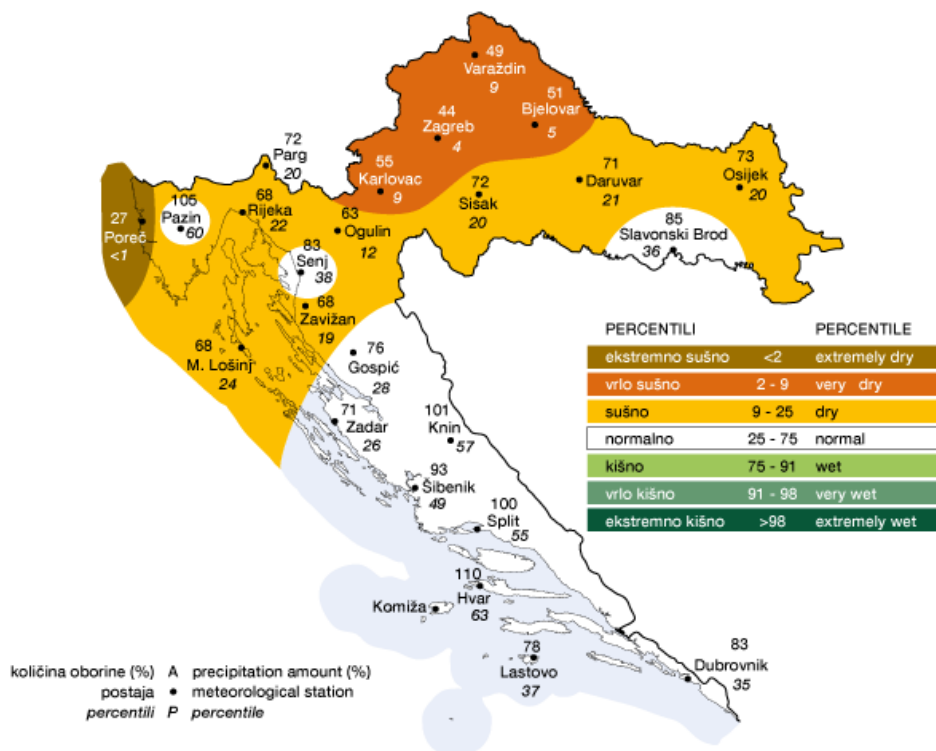 49
Varaždin
9
51
Bjelovar
5
44
Zagreb
4
55
Karlovac
9
72
Parg
20
71
Daruvar
21
73
Osijek
20
72
Sisak
20
105
Pazin
60
27
Poreč
<1
68
Rijeka
22
63
Ogulin
12
85
Slavonski Brod
36
83
Senj
38
68
Zavižan
19
68
M. Lošinj
24
76
Gospić
28
71
Zadar
26
101
Knin
57
93
Šibenik
49
100
Split
55
110
Hvar
63
Komiža
78
Lastovo
37
83
Dubrovnik
35
PERCENTILI PERCENTILE
ekstremno sušno <2 extremely dry
vrlo sušno 2 - 9 very dry
sušno 9 - 25 dry
normalno 25 - 75 normal
kišno 75 - 91 wet
vrlo kišno 91 - 98 very wet
ekstremno kišno >98 extremely wet
količina oborine (%) A precipitation amount (%)
postaja • meteorological station
percentili P percentile